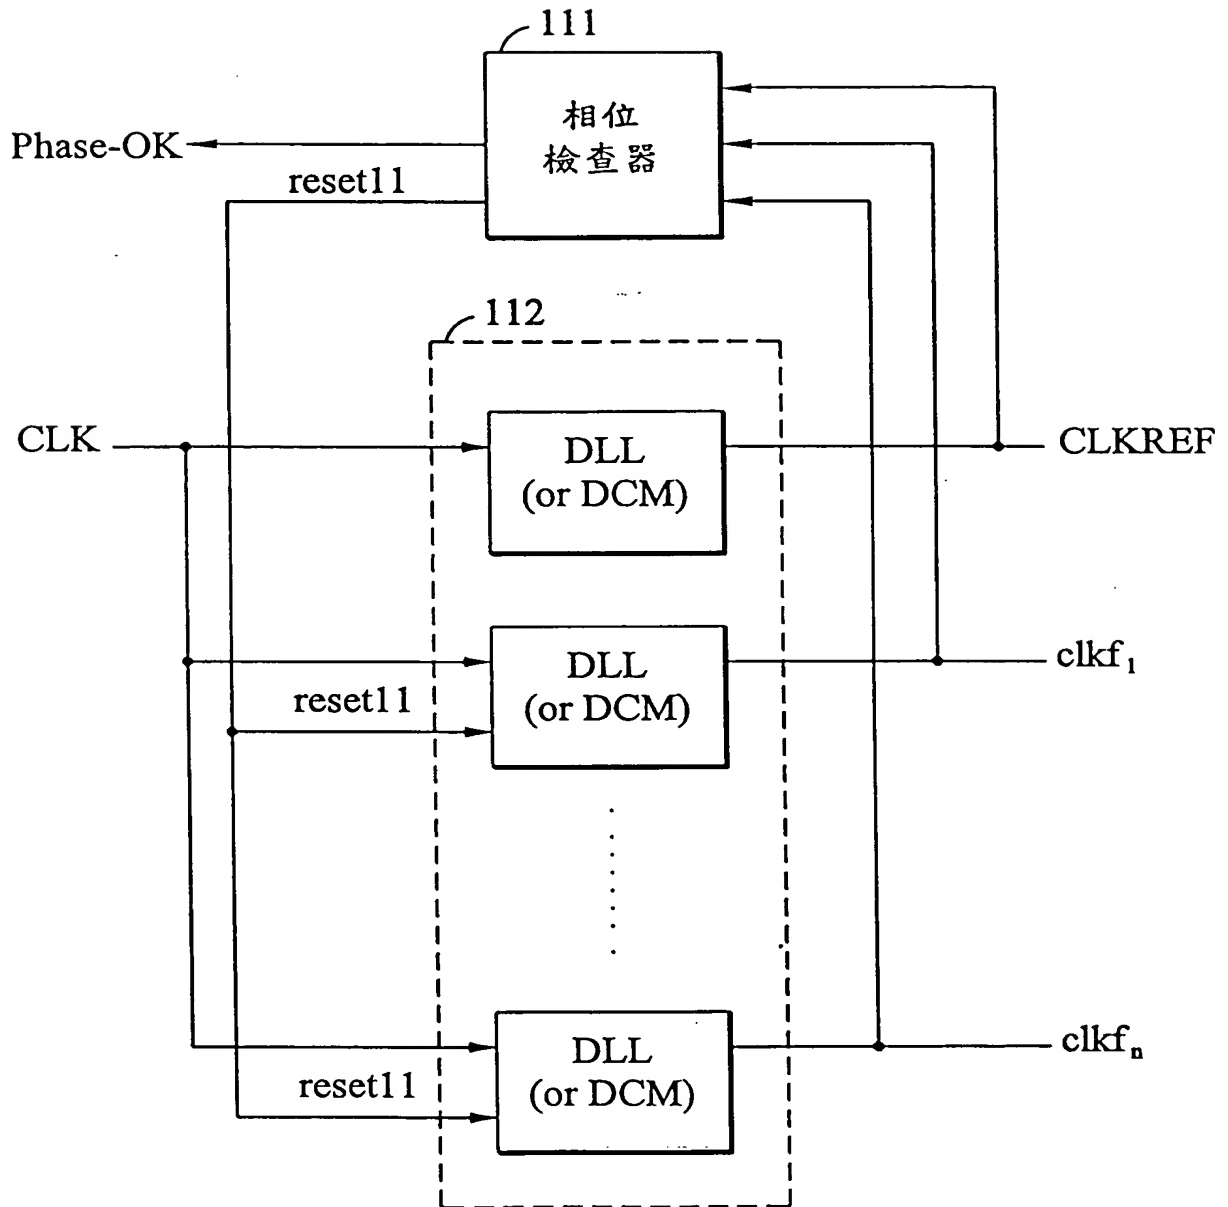 111
相位
檢查器
Phase-OK
reset11
112
CLK
DLL
(or DCM)
CLKREF
DLL
(or DCM)
clkf₁
reset11
DLL
(or DCM)
clkfₙ
reset11